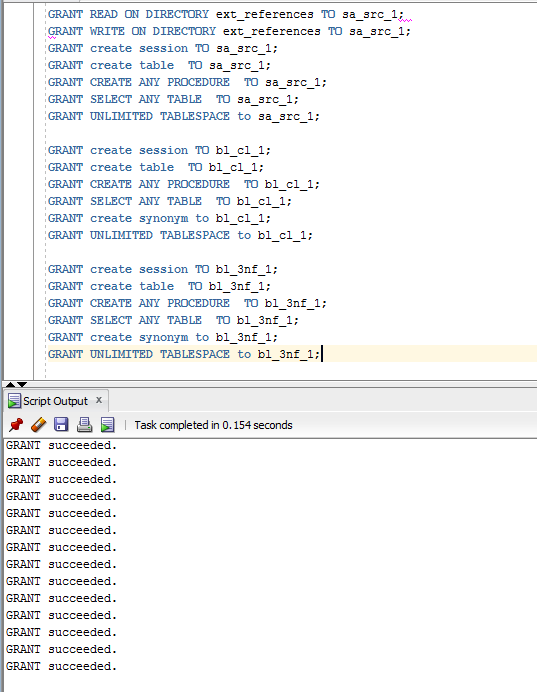 GRANT READ ON DIRECTORY ext_references TO sa_src_1;
GRANT WRITE ON DIRECTORY ext_references TO sa_src_1;
GRANT create session TO sa_src_1;
GRANT create table  TO sa_src_1;
GRANT CREATE ANY PROCEDURE  TO sa_src_1;
GRANT SELECT ANY TABLE  TO sa_src_1;
GRANT UNLIMITED TABLESPACE to sa_src_1;
GRANT create session TO bl_cl_1;
GRANT create table  TO bl_cl_1;
GRANT CREATE ANY PROCEDURE  TO bl_cl_1;
GRANT SELECT ANY TABLE  TO bl_cl_1;
GRANT create synonym to bl_cl_1;
GRANT UNLIMITED TABLESPACE to bl_cl_1;
GRANT create session TO bl_3nf_1;
GRANT create table  TO bl_3nf_1;
GRANT CREATE ANY PROCEDURE  TO bl_3nf_1;
GRANT SELECT ANY TABLE  TO bl_3nf_1;
GRANT create synonym to bl_3nf_1;
GRANT UNLIMITED TABLESPACE to bl_3nf_1;
Script Output x
Task completed in 0.154 seconds
GRANT succeeded.
GRANT succeeded.
GRANT succeeded.
GRANT succeeded.
GRANT succeeded.
GRANT succeeded.
GRANT succeeded.
GRANT succeeded.
GRANT succeeded.
GRANT succeeded.
GRANT succeeded.
GRANT succeeded.
GRANT succeeded.
GRANT succeeded.